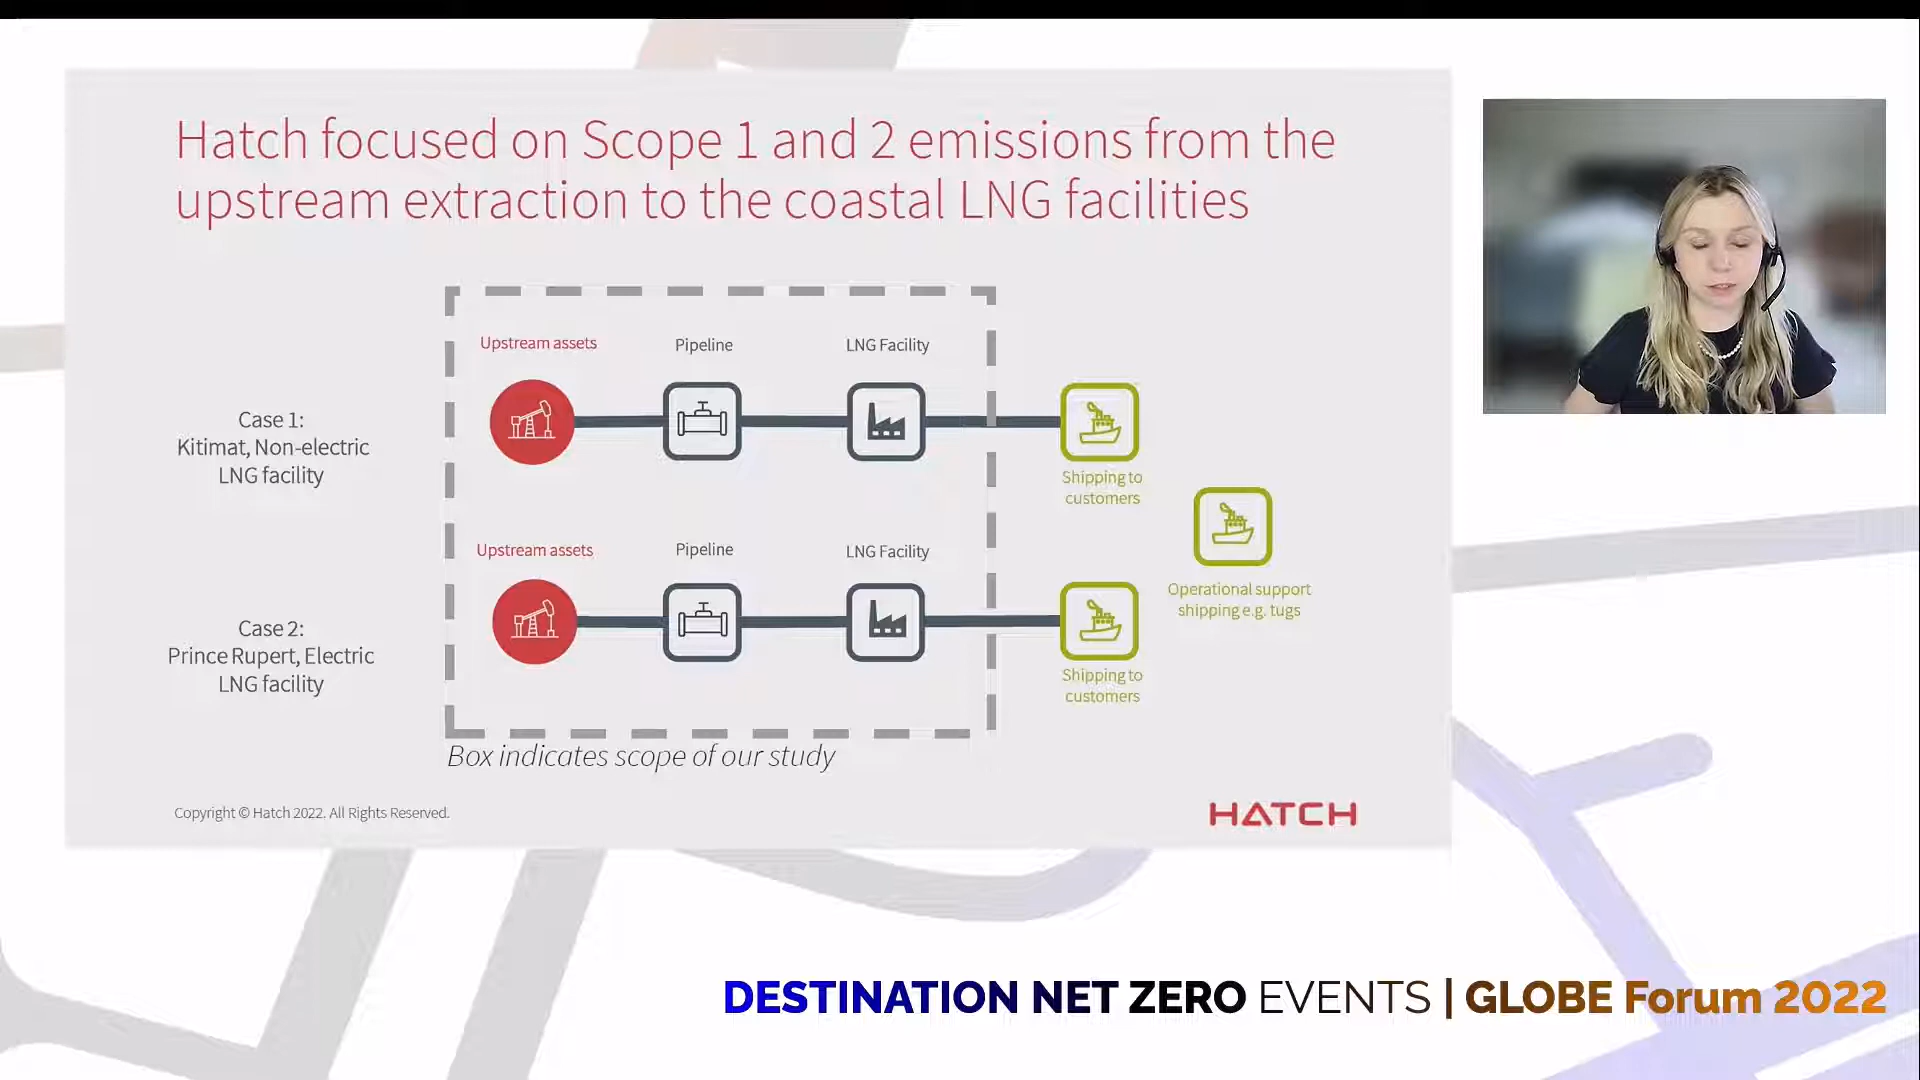 Hatch focused on Scope 1 and 2 emissions from the
upstream extraction to the coastal LNG facilities
Case 1:
Kitimat, Non-electric
LNG facility
Upstream assets
Pipeline
LNG Facility
Shipping to
customers
Case 2:
Prince Rupert, Electric
LNG facility
Upstream assets
Pipeline
LNG Facility
Shipping to
customers
Operational support
shipping e.g. tugs
Box indicates scope of our study
Copyright © Hatch 2022. All Rights Reserved.
HATCH
DESTINATION NET ZERO EVENTS | GLOBE Forum 2022